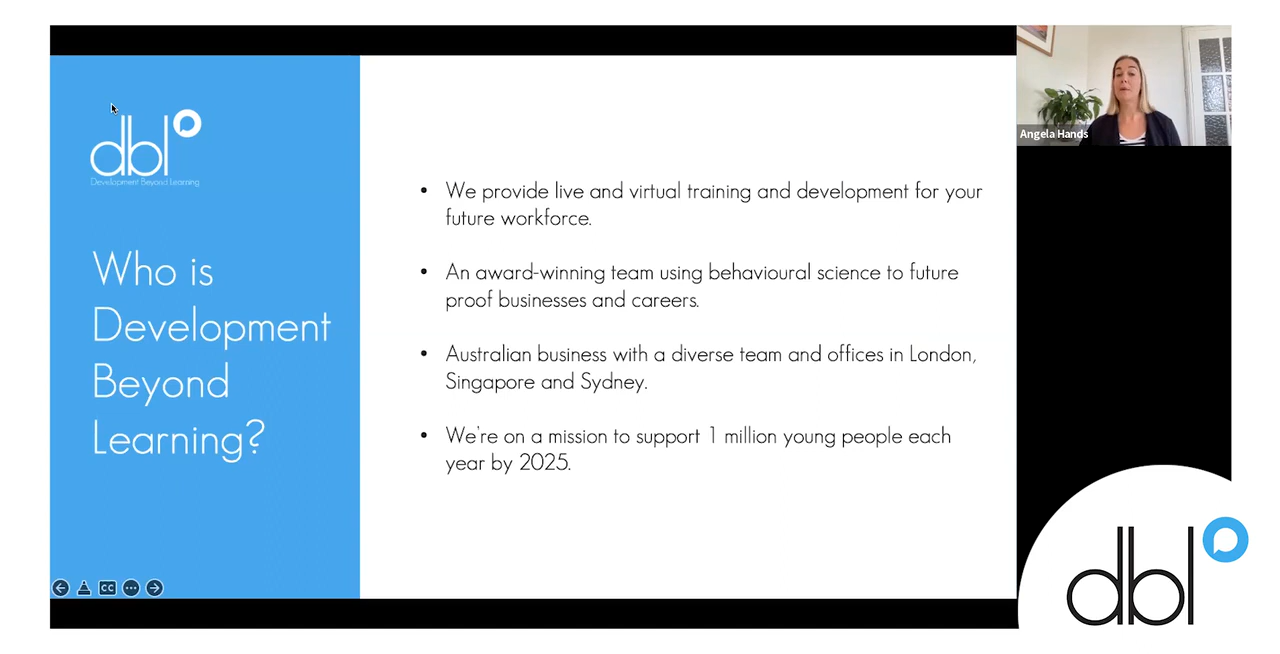 dbl
Development Beyond Learning
Who is
Development
Beyond
Learning?
• We provide live and virtual training and development for your
future workforce.
• An award-winning team using behavioural science to future
proof businesses and careers.
• Australian business with a diverse team and offices in London,
Singapore and Sydney.
• We're on a mission to support 1 million young people each
year by 2025.
CC
Angela Hands
dbl